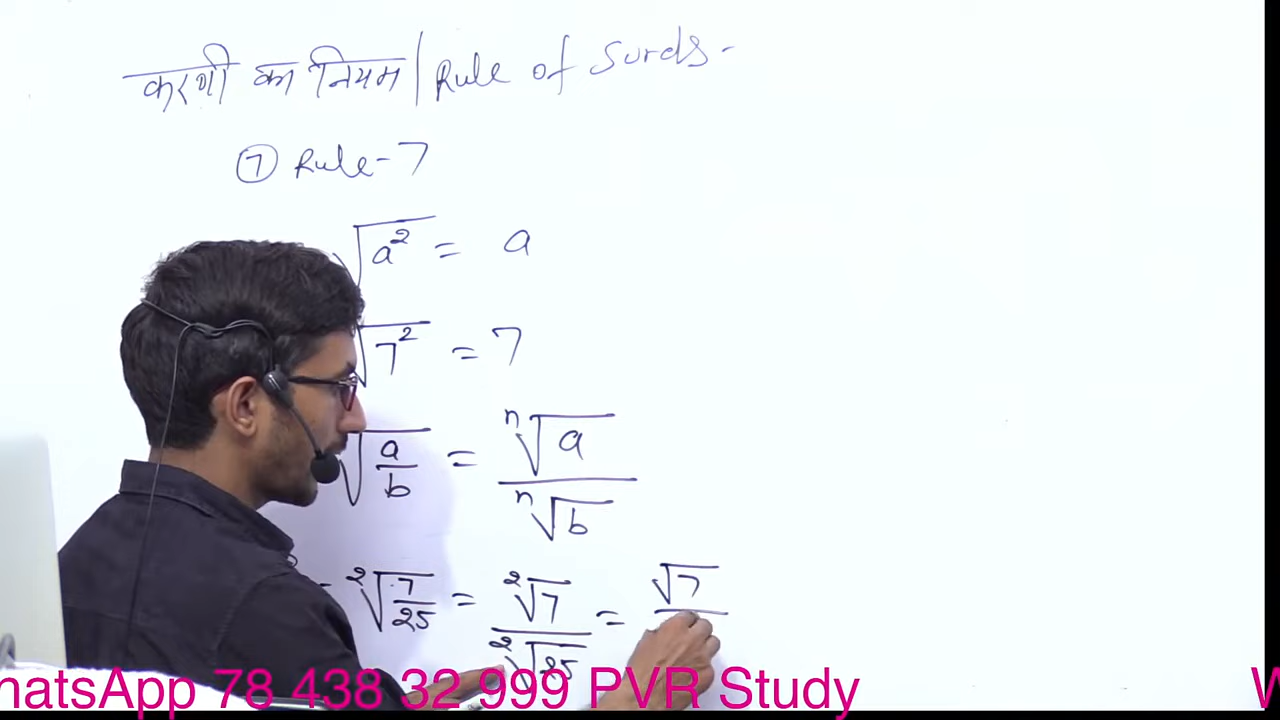 करणी का नियम | Rule of Surds -
⑦ Rule - 7
√a² = a
√7² = 7
√(a/b) = ⁿ√a / ⁿ√b
²√(7/25) = ²√7 / ²√25 = √7
WhatsApp 78 438 32 999 PVR Study